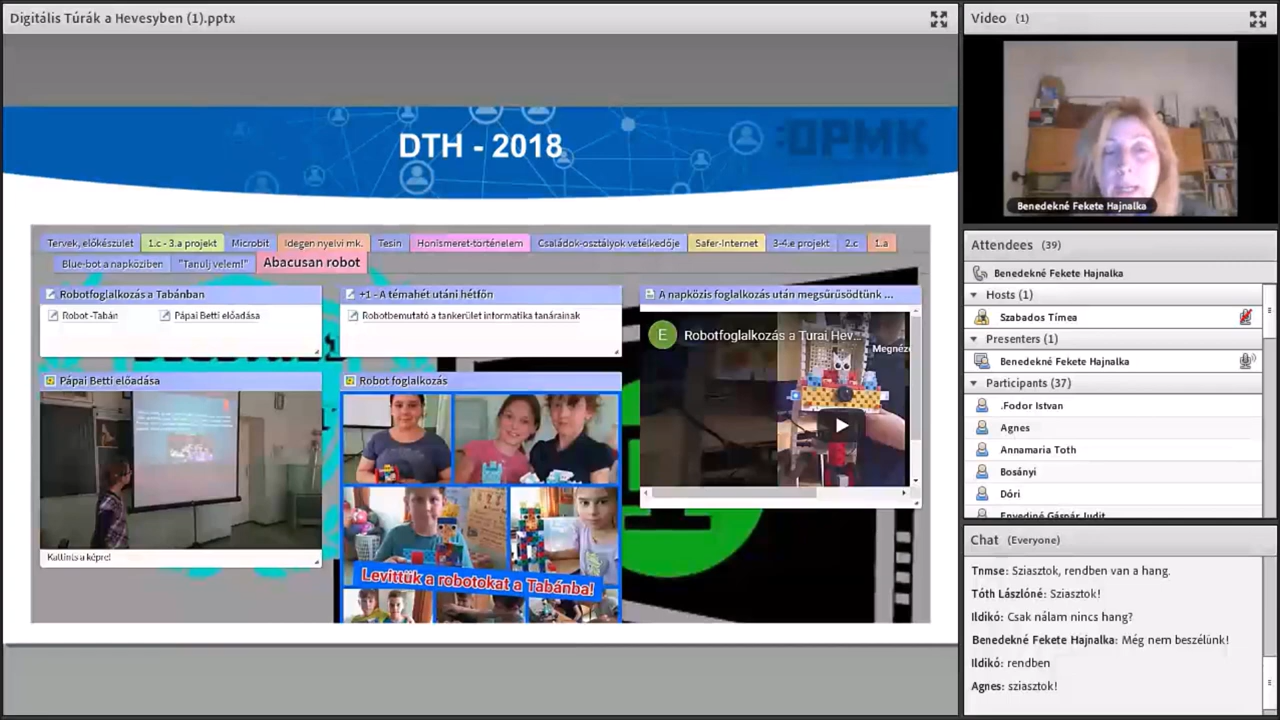 Digitális Túrák a Hevesyben (1).pptx
DTH - 2018
:OPMK
Tervek, előkészulet
1.c - 3.a projekt
Microbit
Idegen nyelvi mk.
Tesin
Honismeret-történelem
Családok-osztályok vetélkedője
Safer-Internet
3-4.e projekt
2.c
1.a
Blue-bot a napköziben
"Tanulj velem!"
Abacusan robot
Robotfoglalkozás a Tabánban
Robot -Tabán
Pápai Betti előadása
+1 - A témahét utáni hétfőn
Robotbemutató a tankerület informatika tanárainak
A napközis foglalkozás után megsűrűsödtünk ...
E
Robotfoglalkozás a Turai Hev...
Megnéz
Pápai Betti előadása
Kattints a képre!
Robot foglalkozás
Levittük a robotokat a Tabánba!
Video (1)
Benedekné Fekete Hajnalka
Attendees (39)
Benedekné Fekete Hajnalka
Hosts (1)
Szabados Tímea
Presenters (1)
Benedekné Fekete Hajnalka
Participants (37)
.Fodor Istvan
Agnes
Annamaria Toth
Bosányi
Dóri
Enyediné Gáspár Judit
Chat (Everyone)
Tnmse: Sziasztok, rendben van a hang.
Tóth Lászlóné: Sziasztok!
Ildikó: Csak nálam nincs hang?
Benedekné Fekete Hajnalka: Még nem beszélünk!
Ildikó: rendben
Agnes: sziasztok!